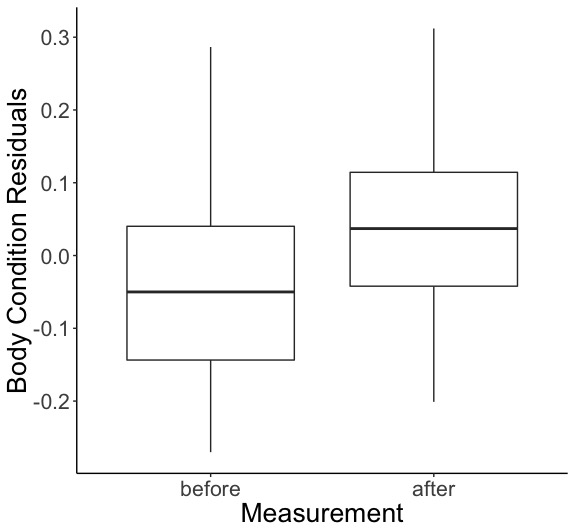 Body Condition Residuals
0.3
0.2
0.1
0.0
-0.1
-0.2
before after
Measurement